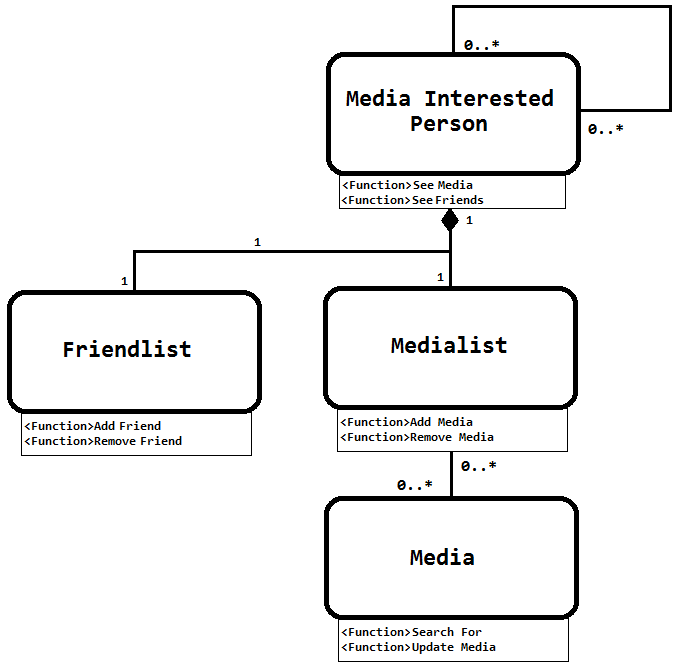 0..*
Media Interested
Person
0..*
<Function>See Media
<Function>See Friends
1
1
1
1
Friendlist
Medialist
<Function>Add Friend
<Function>Remove Friend
<Function>Add Media
<Function>Remove Media
0..*
0..*
Media
<Function>Search For
<Function>Update Media